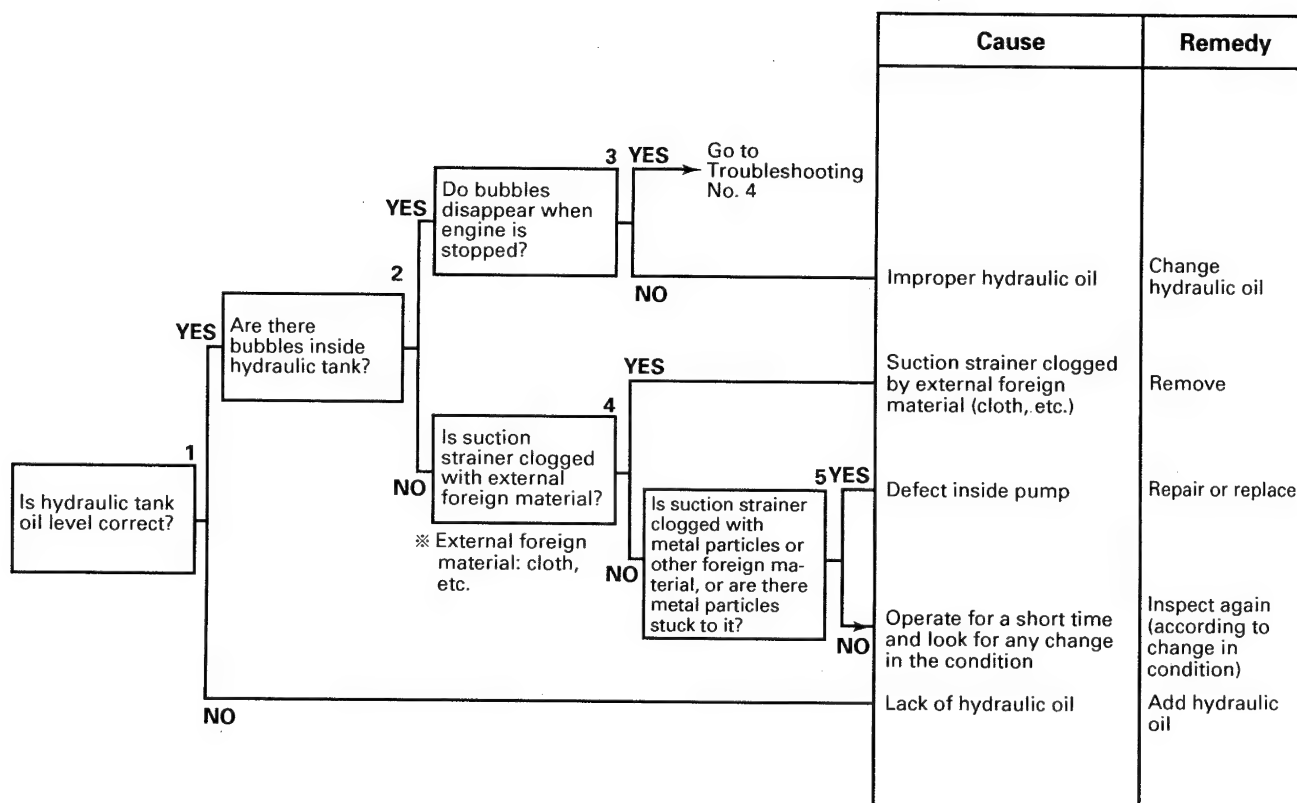 Cause
Remedy
3 YES
Go to
Troubleshooting
No. 4
Do bubbles
disappear when
engine is
stopped?
YES
2
NO
Improper hydraulic oil
Change
hydraulic oil
YES
Are there
bubbles inside
hydraulic tank?
YES
Suction strainer clogged
by external foreign
material (cloth, etc.)
Remove
4
Is suction
strainer clogged
with external
foreign material?
NO
※ External foreign
material: cloth,
etc.
1
Is hydraulic tank
oil level correct?
5 YES
Defect inside pump
Repair or replace
Is suction strainer
clogged with
metal particles or
other foreign ma-
terial, or are there
metal particles
stuck to it?
NO
NO
Operate for a short time
and look for any change
in the condition
Inspect again
(according to
change in
condition)
NO
Lack of hydraulic oil
Add hydraulic
oil